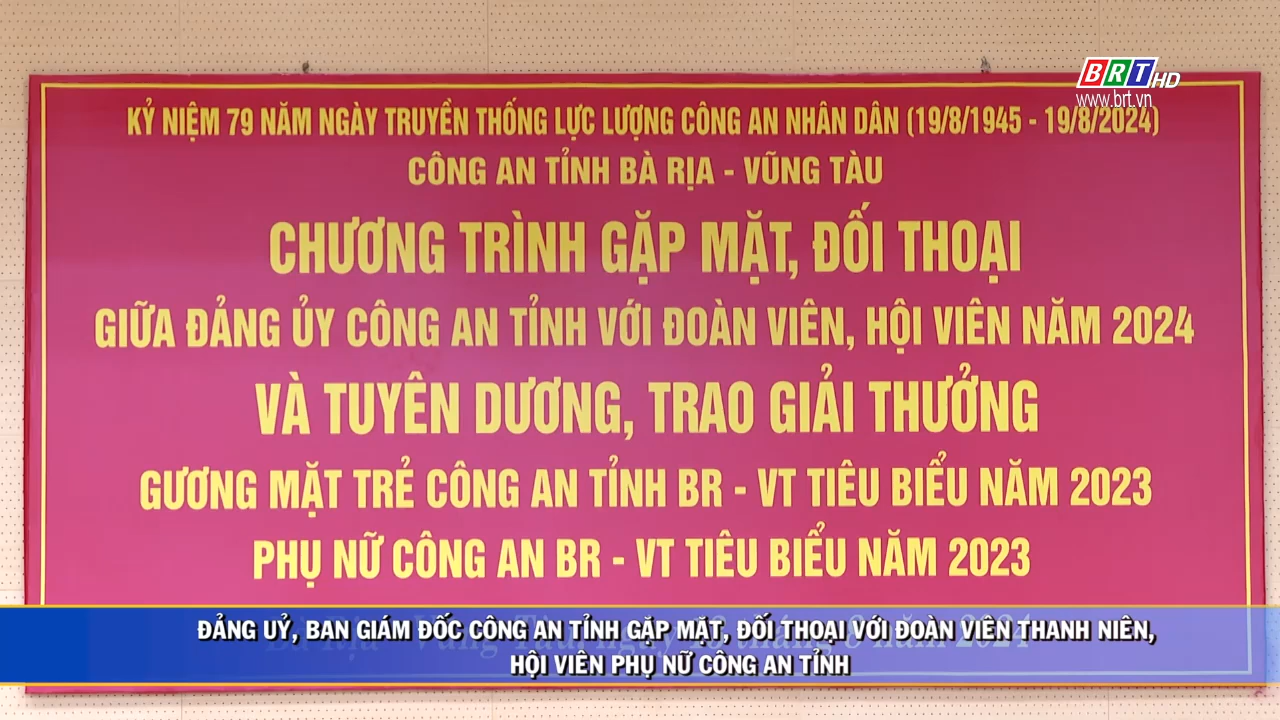 BRT HD
www.brt.vn
KỶ NIỆM 79 NĂM NGÀY TRUYỀN THỐNG LỰC LƯỢNG CÔNG AN NHÂN DÂN (19/8/1945 - 19/8/2024)
CÔNG AN TỈNH BÀ RỊA - VŨNG TÀU
CHƯƠNG TRÌNH GẶP MẶT, ĐỐI THOẠI
GIỮA ĐẢNG ỦY CÔNG AN TỈNH VỚI ĐOÀN VIÊN, HỘI VIÊN NĂM 2024
VÀ TUYÊN DƯƠNG, TRAO GIẢI THƯỞNG
GƯƠNG MẶT TRẺ CÔNG AN TỈNH BR - VT TIÊU BIỂU NĂM 2023
PHỤ NỮ CÔNG AN BR - VT TIÊU BIỂU NĂM 2023
ĐẢNG UỶ, BAN GIÁM ĐỐC CÔNG AN TỈNH GẶP MẶT, ĐỐI THOẠI VỚI ĐOÀN VIÊN THANH NIÊN,
HỘI VIÊN PHỤ NỮ CÔNG AN TỈNH